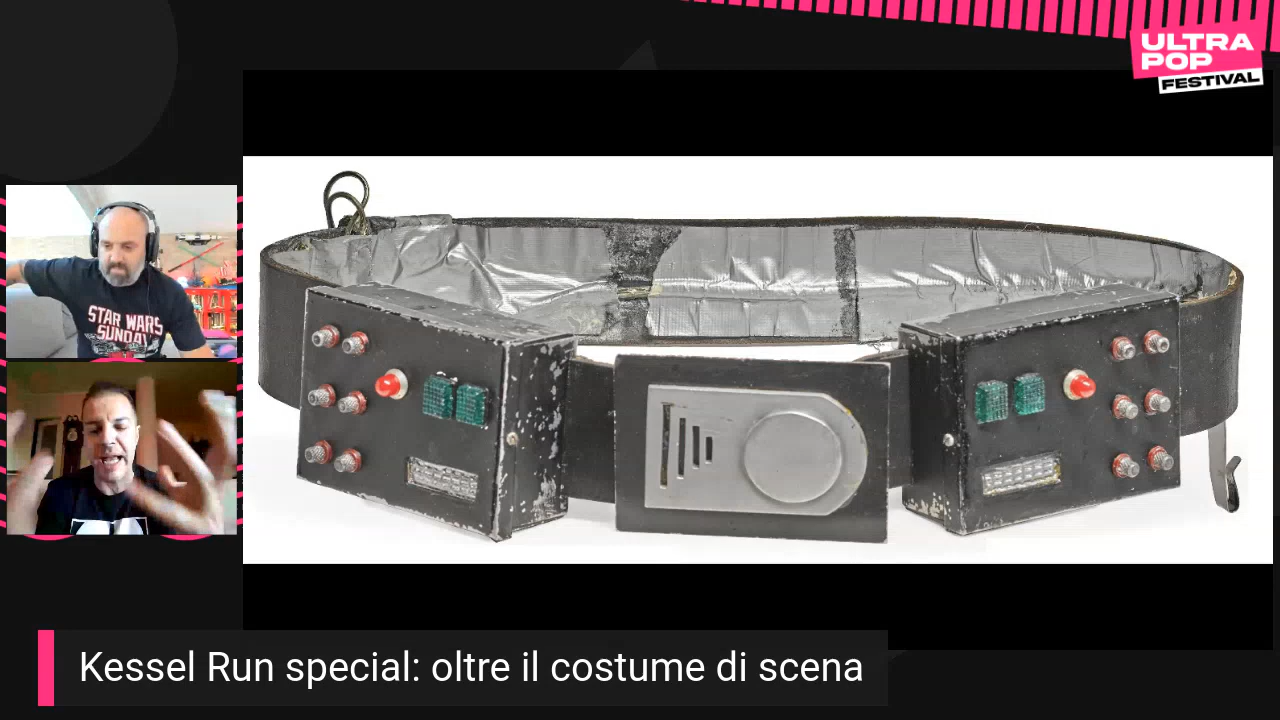 ULTRA
POP
FESTIVAL
STAR WARS
SUNDAY
Kessel Run special: oltre il costume di scena